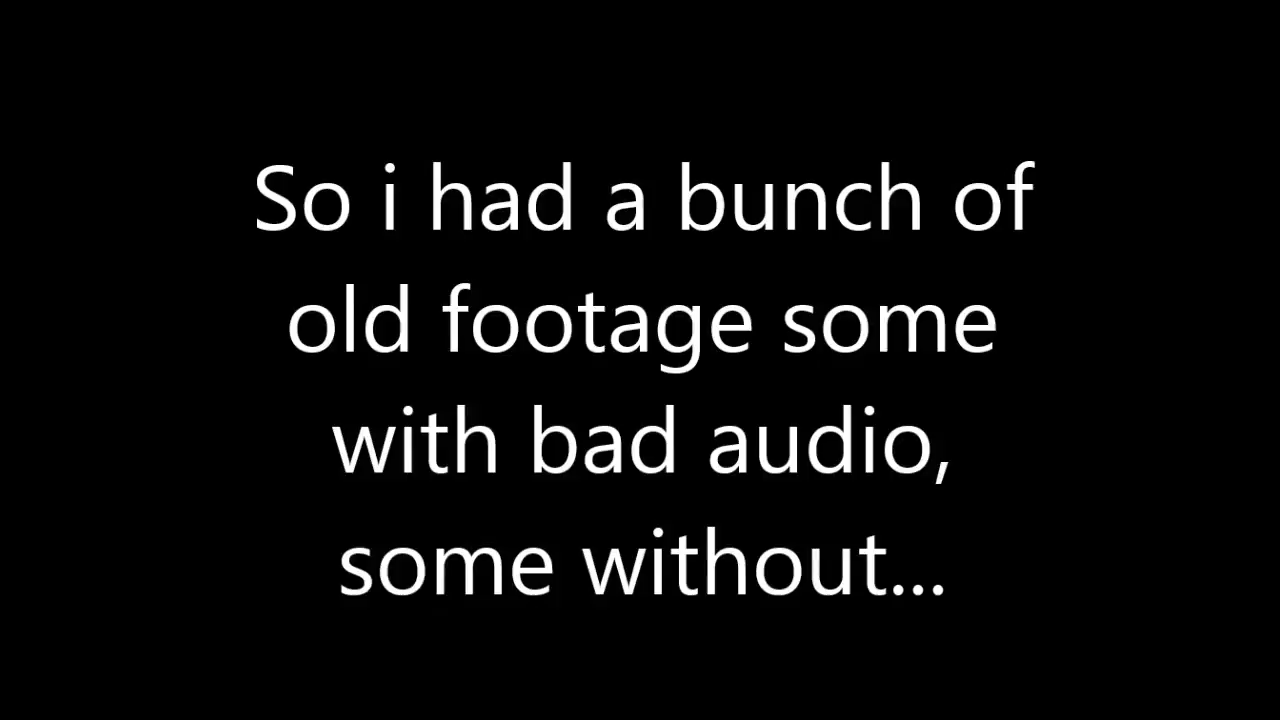 So i had a bunch of
old footage some
with bad audio,
some without...